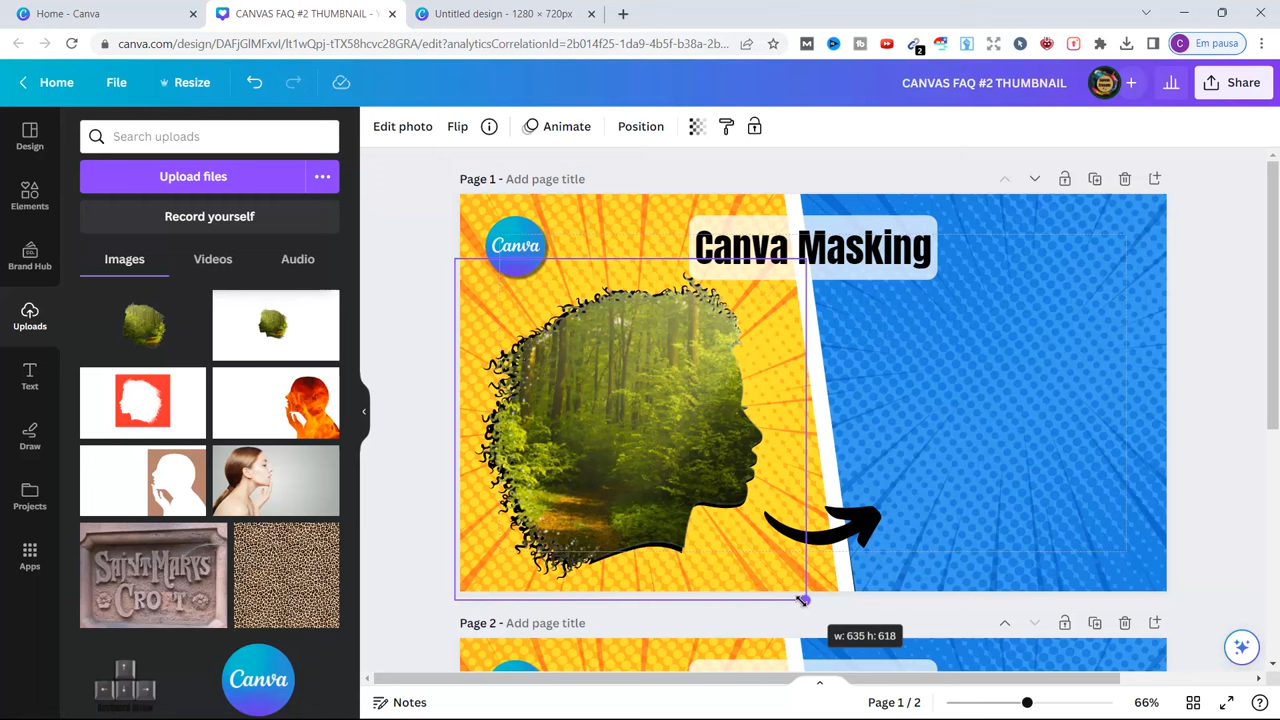 Home - Canva
CANVAS FAQ #2 THUMBNAIL - Y
Untitled design - 1280 × 720px
canva.com/design/DAFjflMFoII/lt1wQpj-tTX58hcvc28GRA/edit?analyticsCorrelationId=2b014f25-1da9-4b5f-b38a-2b...
2
C
Em pausa
Home
File
Resize
CANVAS FAQ #2 THUMBNAIL
Share
Design
Elements
Brand Hub
Uploads
Text
Draw
Projects
Apps
Search uploads
Upload files
Record yourself
Images
Videos
Audio
SAINT MARYS
CROFT
Canva
Edit photo
Flip
Animate
Position
Page 1 - Add page title
Canva
Canva Masking
w: 635 h: 618
Page 2 - Add page title
Notes
Page 1 / 2
66%